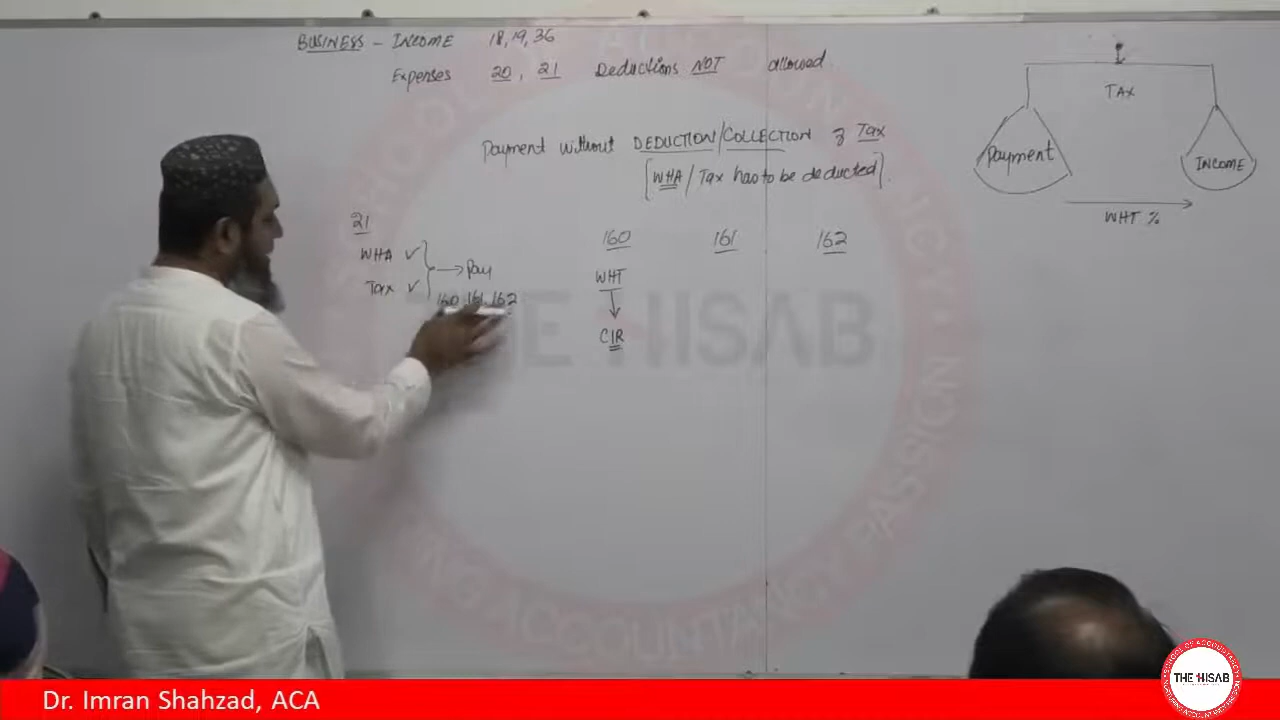 BUSINESS - INCOME 18, 19, 36
Expenses 20, 21 Deductions NOT allowed
Payment without DEDUCTION/COLLECTION of Tax
[WHA / Tax has to be deducted].
TAX
Payment
INCOME
WHT %
21
WHA ✓
Tax ✓
→ Pay
160 161 162
160 161 162
WHT
CIR
THE HISAB
ACCOUNTANCY PASSION
Dr. Imran Shahzad, ACA
THE HISAB